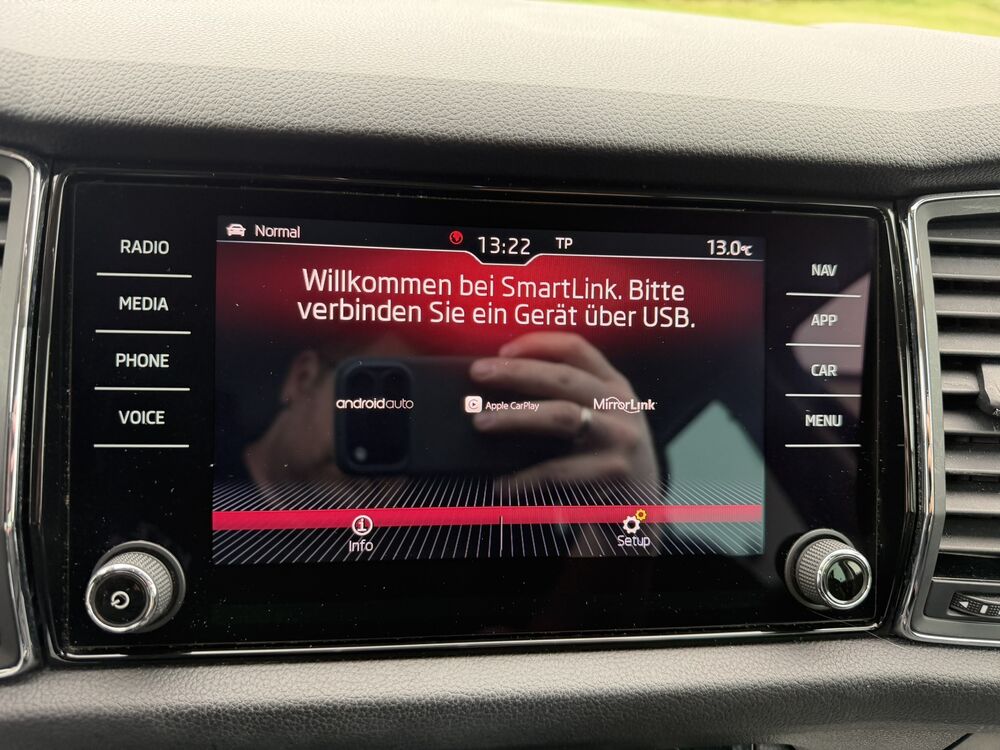 Normal
13:22
TP
13.0°C
Willkommen bei SmartLink. Bitte
verbinden Sie ein Gerät über USB.
androidauto
Apple CarPlay
MirrorLink
Info
Setup
RADIO
MEDIA
PHONE
VOICE
NAV
APP
CAR
MENU